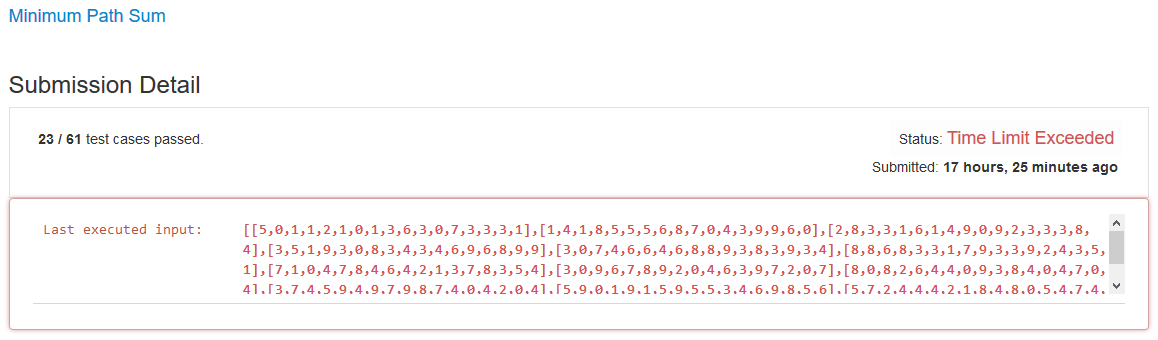 Minimum Path Sum
Submission Detail
23 / 61 test cases passed.
Status: Time Limit Exceeded
Submitted: 17 hours, 25 minutes ago
Last executed input:
[[5,0,1,1,2,1,0,1,3,6,3,0,7,3,3,3,1],[1,4,1,8,5,5,5,6,8,7,0,4,3,9,9,6,0],[2,8,3,3,1,6,1,4,9,0,9,2,3,3,3,8,
4],[3,5,1,9,3,0,8,3,4,3,4,6,9,6,8,9,9],[3,0,7,4,6,6,4,6,8,8,9,3,8,3,9,3,4],[8,8,6,8,3,3,1,7,9,3,3,9,2,4,3,5,
1],[7,1,0,4,7,8,4,6,4,2,1,3,7,8,3,5,4],[3,0,9,6,7,8,9,2,0,4,6,3,9,7,2,0,7],[8,0,8,2,6,4,4,0,9,3,8,4,0,4,7,0,
4],[3,7,4,5,9,4,9,7,9,8,7,4,0,4,2,0,4],[5,9,0,1,9,1,5,9,5,5,3,4,6,9,8,5,6],[5,7,2,4,4,4,2,1,8,4,8,0,5,4,7,4,